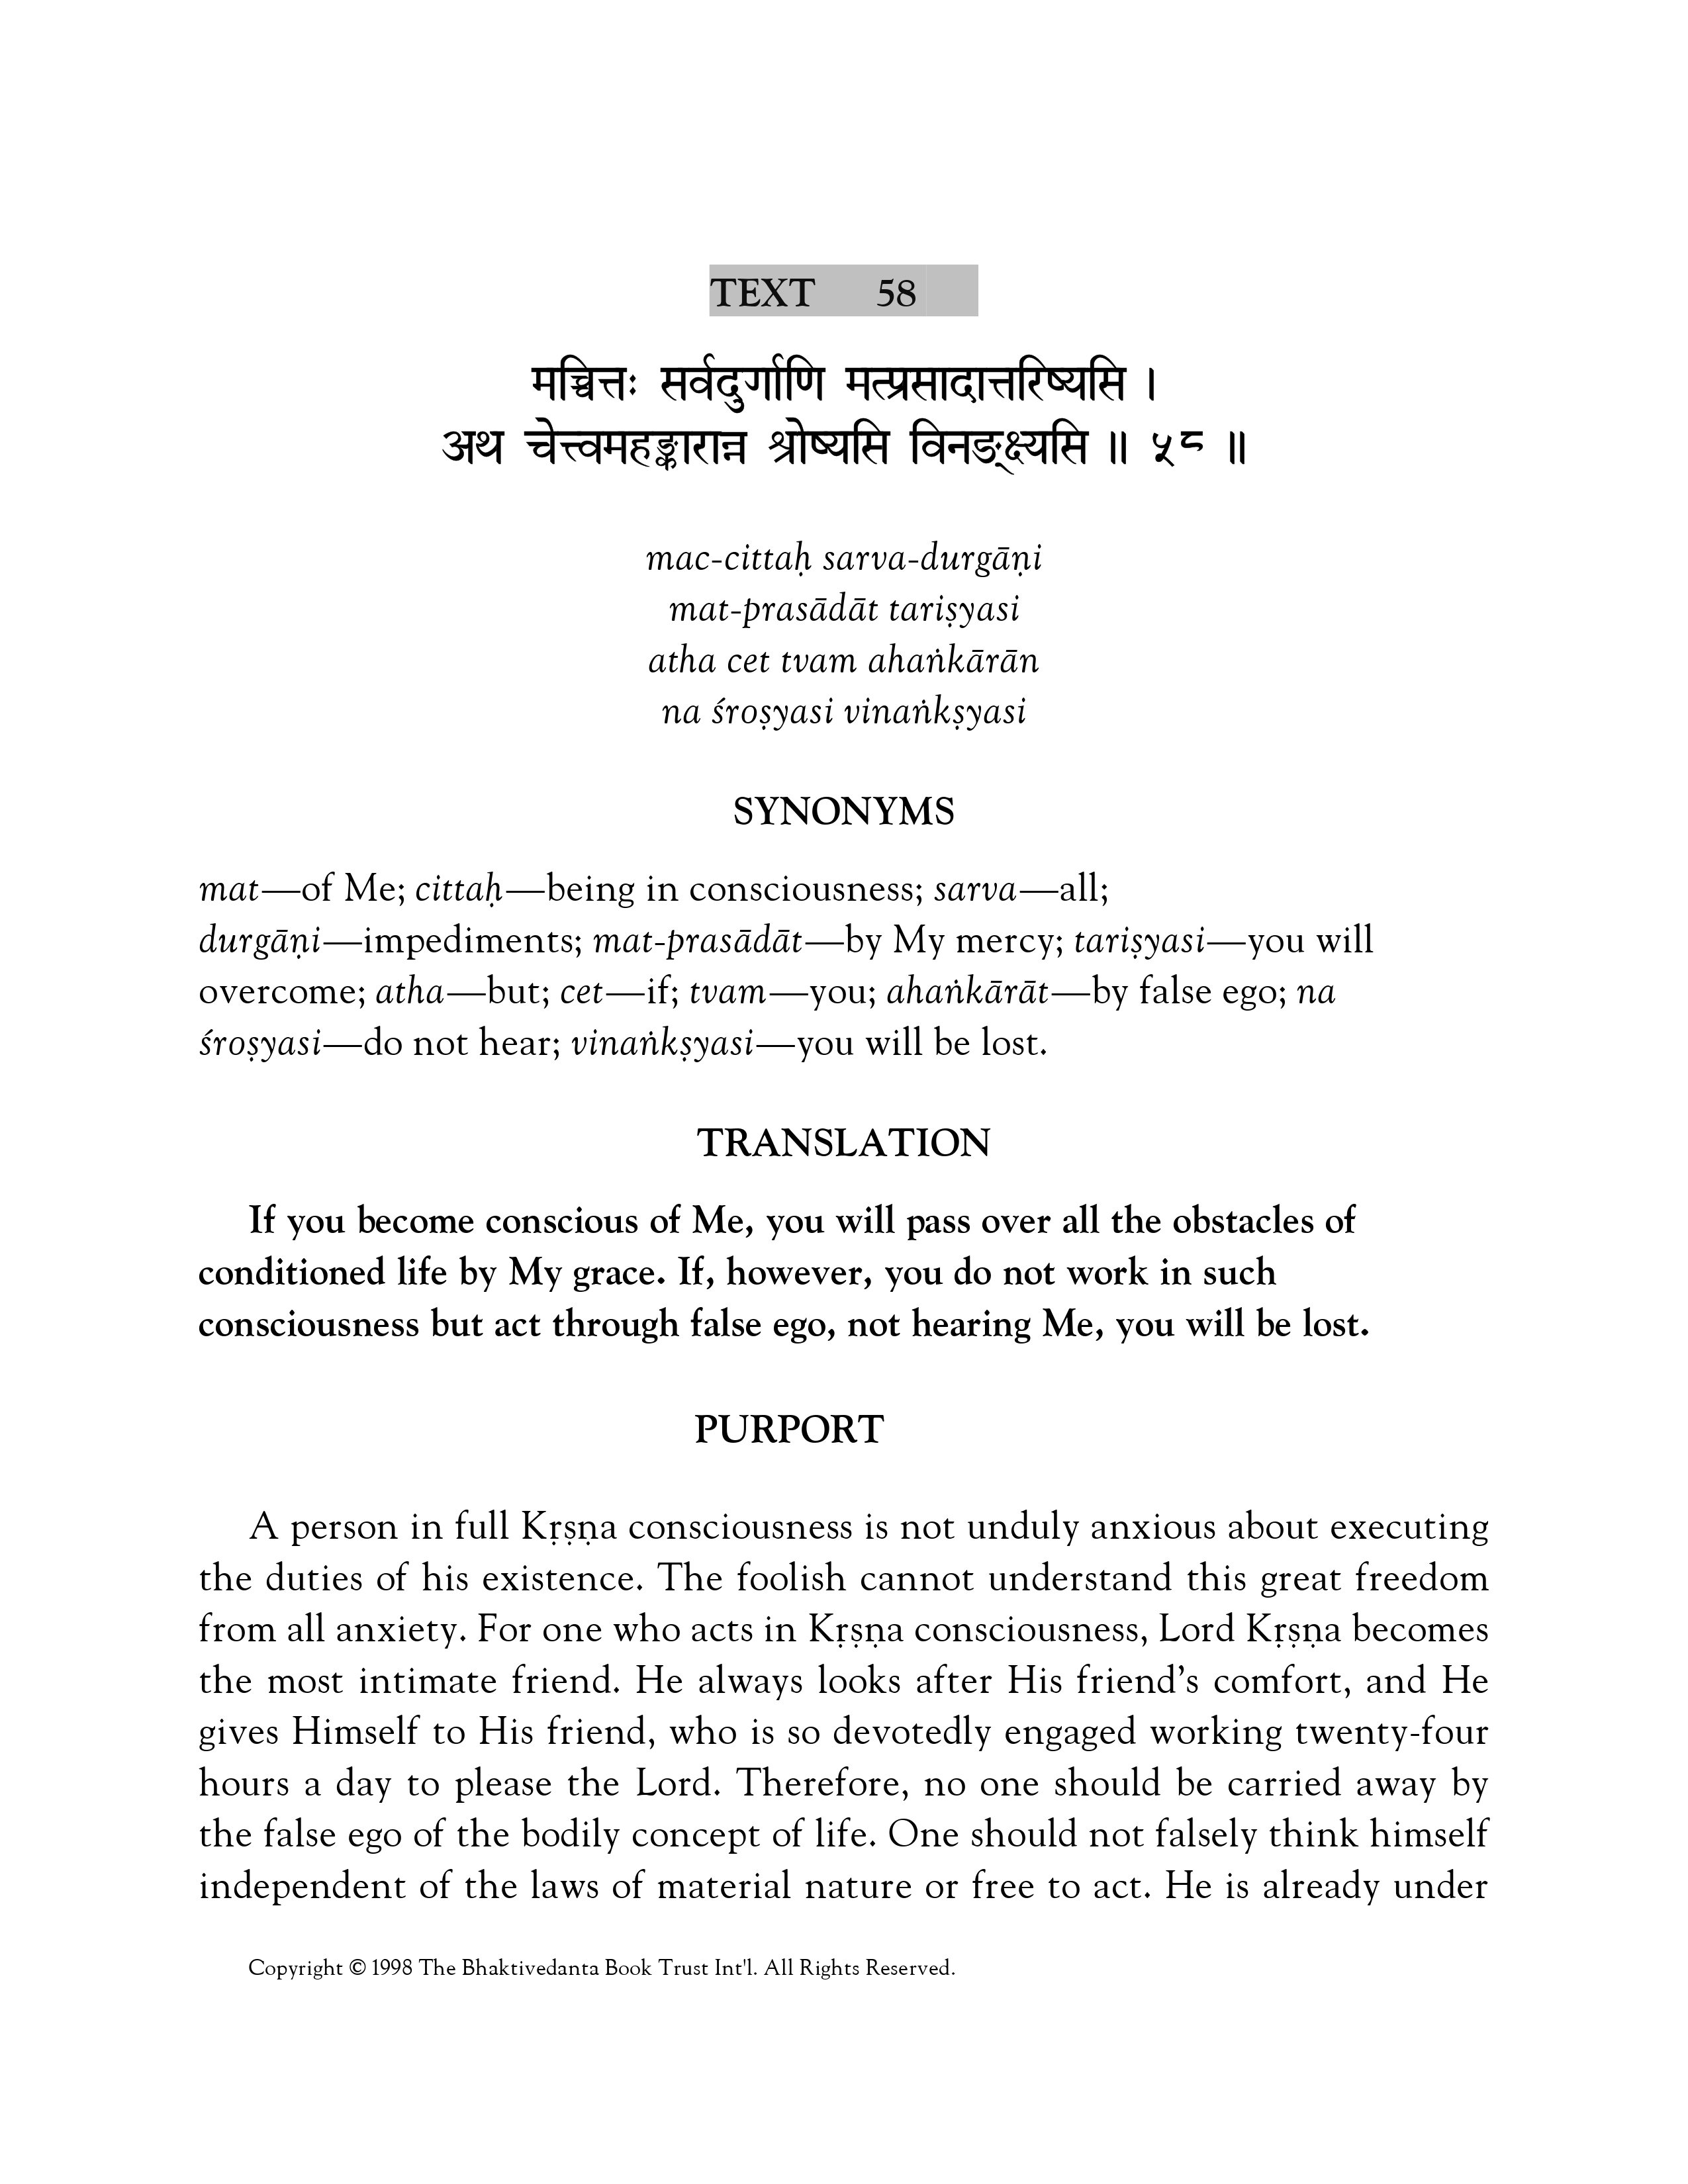 TEXT 58
मच्चित्तः सर्वदुर्गाणि मत्प्रसादात्तरिष्यसि ।
अथ चेत्त्वमहङ्कारान्न श्रोष्यसि विनङ्क्ष्यसि ॥ ५८ ॥
mac-cittaḥ sarva-durgāṇi
mat-prasādāt tariṣyasi
atha cet tvam ahaṅkārān
na śroṣyasi vinaṅkṣyasi
SYNONYMS
mat—of Me; cittaḥ—being in consciousness; sarva—all;
durgāṇi—impediments; mat-prasādāt—by My mercy; tariṣyasi—you will
overcome; atha—but; cet—if; tvam—you; ahaṅkārāt—by false ego; na
śroṣyasi—do not hear; vinaṅkṣyasi—you will be lost.
TRANSLATION
If you become conscious of Me, you will pass over all the obstacles of
conditioned life by My grace. If, however, you do not work in such
consciousness but act through false ego, not hearing Me, you will be lost.
PURPORT
A person in full Kṛṣṇa consciousness is not unduly anxious about executing
the duties of his existence. The foolish cannot understand this great freedom
from all anxiety. For one who acts in Kṛṣṇa consciousness, Lord Kṛṣṇa becomes
the most intimate friend. He always looks after His friend’s comfort, and He
gives Himself to His friend, who is so devotedly engaged working twenty-four
hours a day to please the Lord. Therefore, no one should be carried away by
the false ego of the bodily concept of life. One should not falsely think himself
independent of the laws of material nature or free to act. He is already under
Copyright © 1998 The Bhaktivedanta Book Trust Int'l. All Rights Reserved.